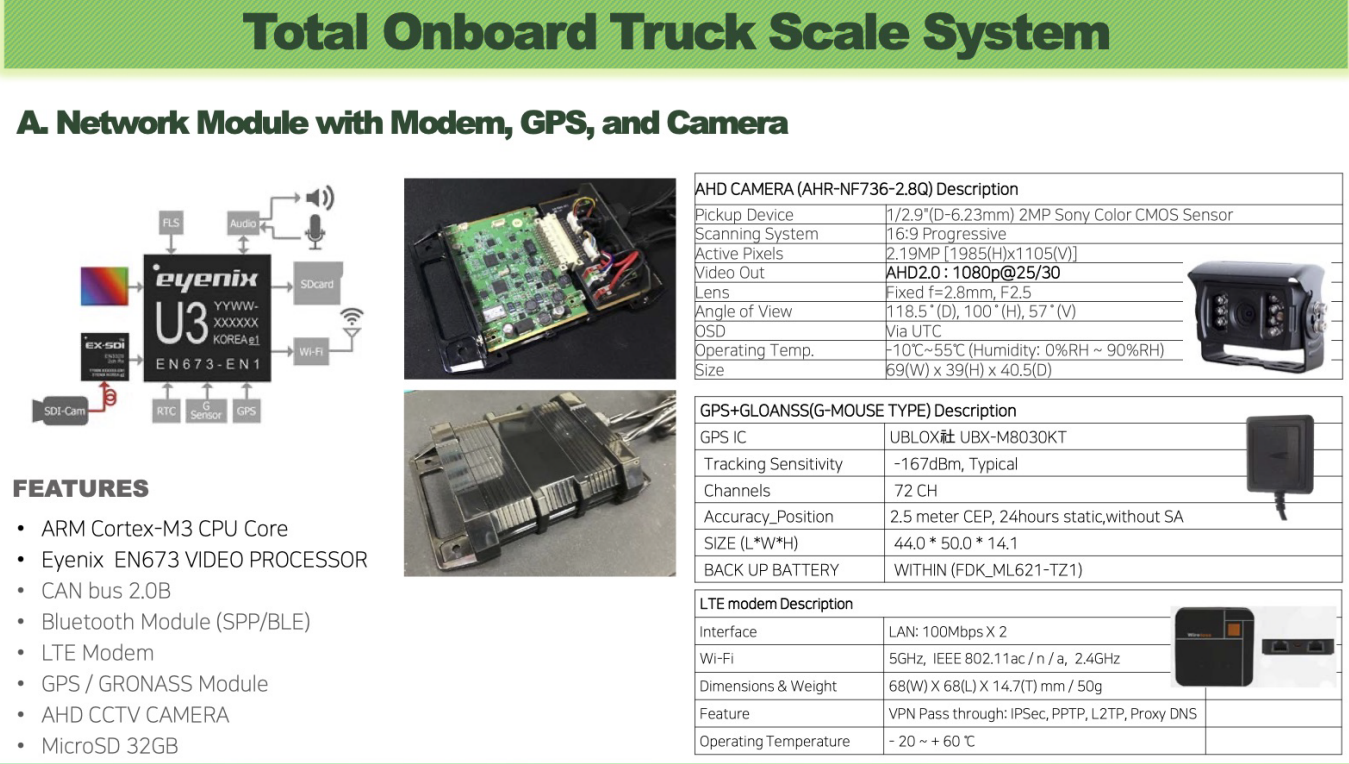 Total Onboard Truck Scale System
A. Network Module with Modem, GPS, and Camera
FLS
Audio
eyenix
U3
YYWW-
XXXXXX
KOREA e1
EN673-EN1
SDcard
EX-SDI
Wi-Fi
SDI-Cam
RTC
G
Sensor
GPS
FEATURES
• ARM Cortex-M3 CPU Core
• Eyenix EN673 VIDEO PROCESSOR
• CAN bus 2.0B
• Bluetooth Module (SPP/BLE)
• LTE Modem
• GPS / GRONASS Module
• AHD CCTV CAMERA
• MicroSD 32GB
AHD CAMERA (AHR-NF736-2.8Q) Description
Pickup Device 1/2.9"(D-6.23mm) 2MP Sony Color CMOS Sensor
Scanning System 16:9 Progressive
Active Pixels 2.19MP [1985(H)x1105(V)]
Video Out AHD2.0 : 1080p@25/30
Lens Fixed f=2.8mm, F2.5
Angle of View 118.5˚(D), 100˚(H), 57˚(V)
OSD Via UTC
Operating Temp. -10℃~55℃ (Humidity: 0%RH ~ 90%RH)
Size 69(W) x 39(H) x 40.5(D)
GPS+GLOANSS(G-MOUSE TYPE) Description
GPS IC UBLOX社 UBX-M8030KT
Tracking Sensitivity -167dBm, Typical
Channels 72 CH
Accuracy_Position 2.5 meter CEP, 24hours static,without SA
SIZE (L*W*H) 44.0 * 50.0 * 14.1
BACK UP BATTERY WITHIN (FDK_ML621-TZ1)
LTE modem Description
Interface LAN: 100Mbps X 2
Wi-Fi 5GHz, IEEE 802.11ac / n / a, 2.4GHz
Dimensions & Weight 68(W) X 68(L) X 14.7(T) mm / 50g
Feature VPN Pass through: IPSec, PPTP, L2TP, Proxy DNS
Operating Temperature - 20 ~ + 60 ℃